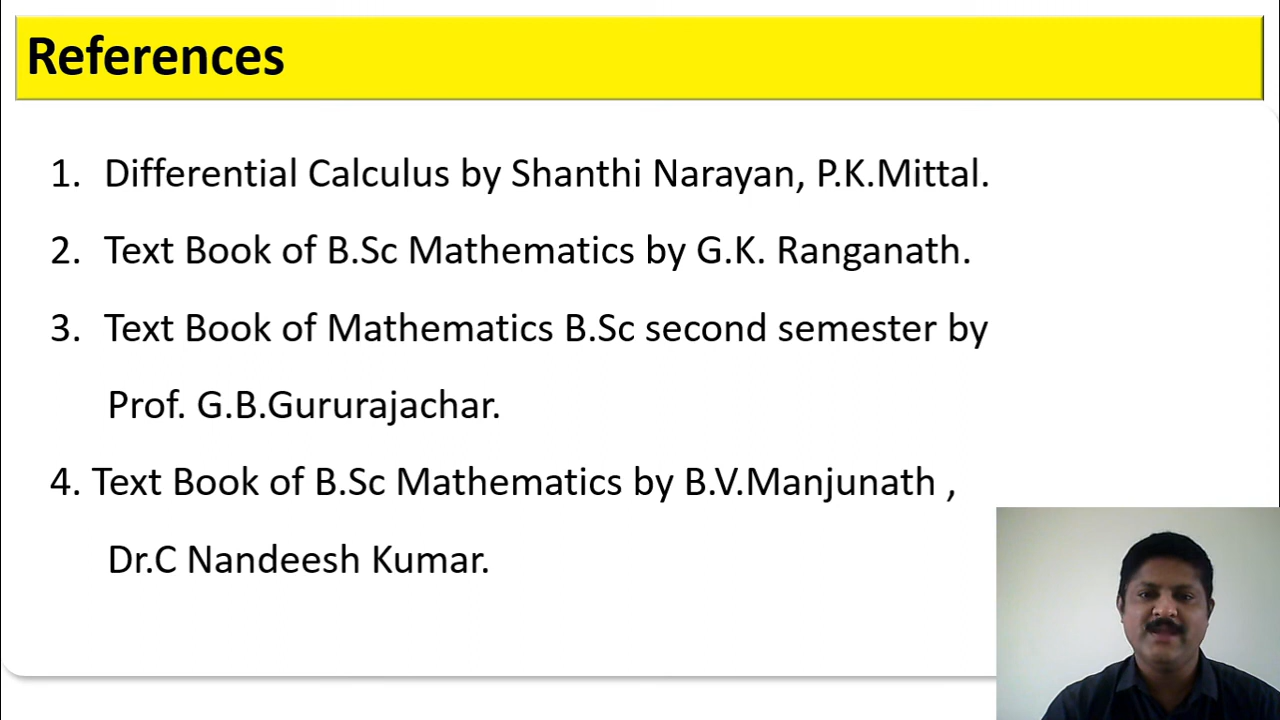 References
1. Differential Calculus by Shanthi Narayan, P.K.Mittal.
2. Text Book of B.Sc Mathematics by G.K. Ranganath.
3. Text Book of Mathematics B.Sc second semester by
Prof. G.B.Gururajachar.
4. Text Book of B.Sc Mathematics by B.V.Manjunath ,
Dr.C Nandeesh Kumar.